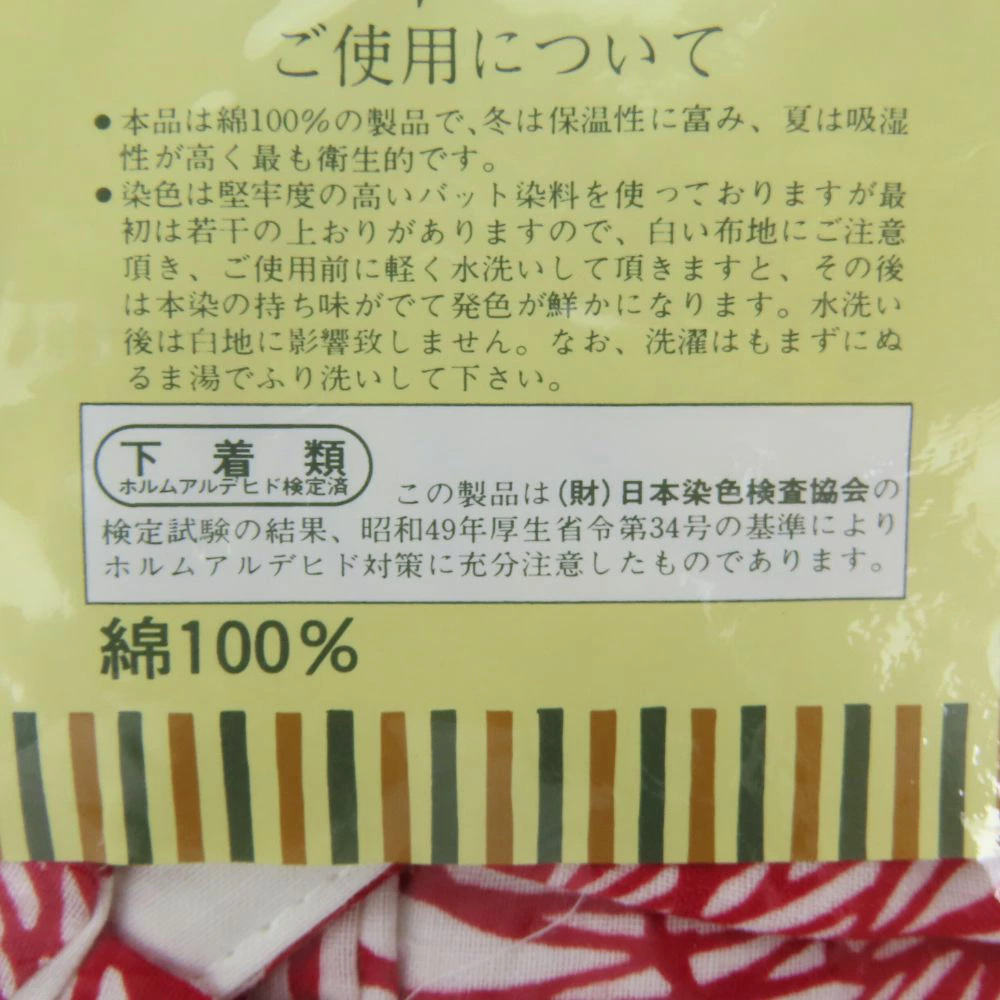 ご使用について
●本品は綿100%の製品で、冬は保温性に富み、夏は吸湿
性が高く最も衛生的です。
●染色は堅牢度の高いバット染料を使っておりますが最
初は若干の上おりがありますので、白い布地にご注意
頂き、ご使用前に軽く水洗いして頂きますと、その後
は本染の持ち味がでて発色が鮮かになります。水洗い
後は白地に影響致しません。なお、洗濯はもまずにぬ
るま湯でふり洗いして下さい。
下着類
ホルムアルデヒド検定済
この製品は(財)日本染色検査協会の
検定試験の結果、昭和49年厚生省令第34号の基準により
ホルムアルデヒド対策に充分注意したものであります。
綿100%